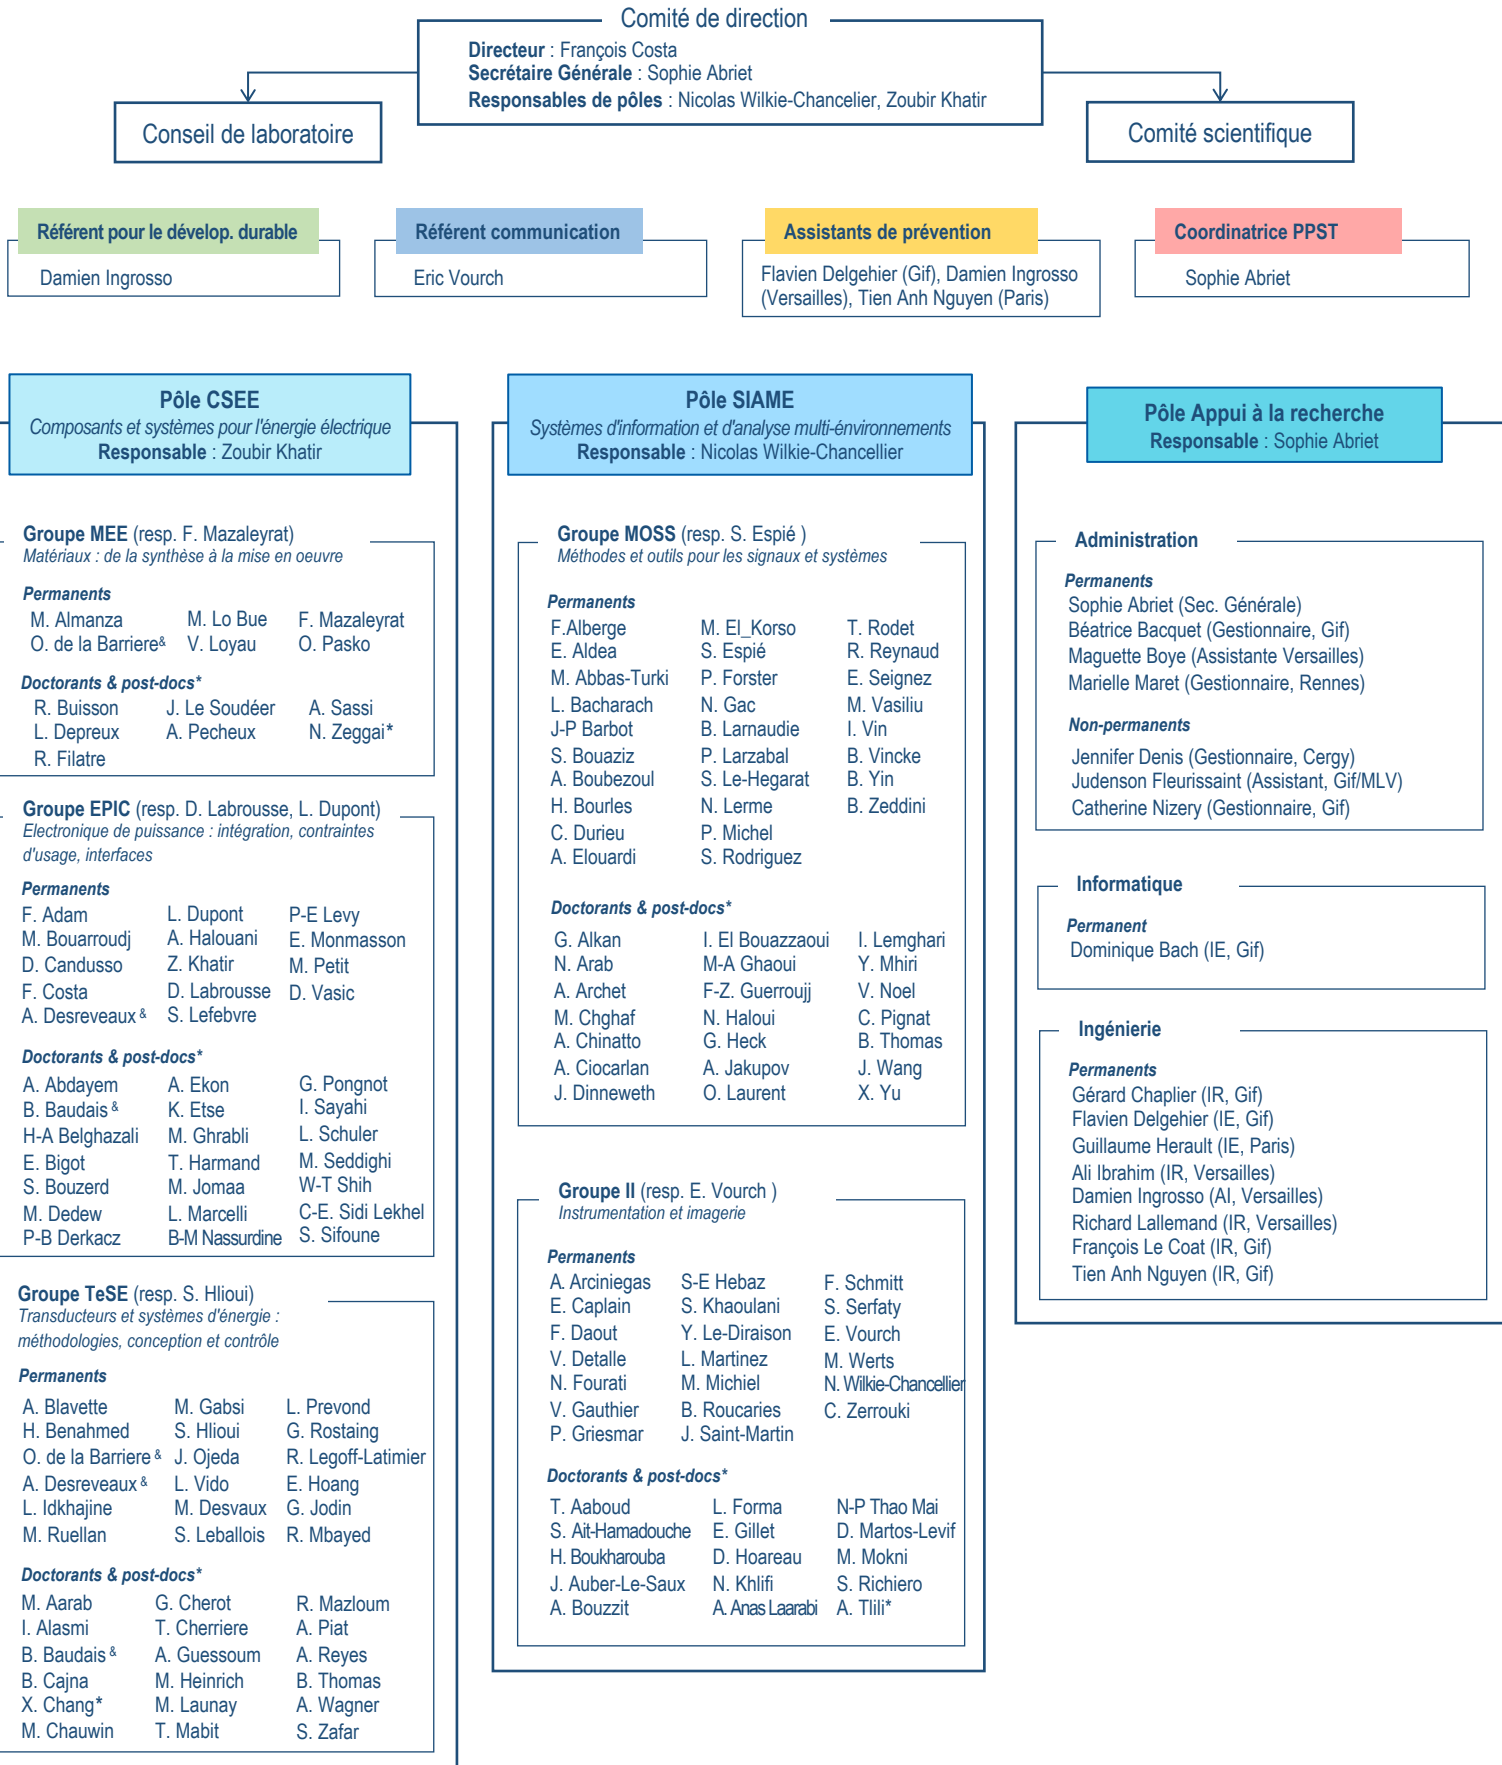 Comité de direction
Directeur : François Costa
Secrétaire Générale : Sophie Abriet
Responsables de pôles : Nicolas Wilkie-Chancelier, Zoubir Khatir
Conseil de laboratoire
Comité scientifique
Référent pour le dévelop. durable
Damien Ingrosso
Référent communication
Eric Vourch
Assistants de prévention
Flavien Delgehier (Gif), Damien Ingrosso
(Versailles), Tien Anh Nguyen (Paris)
Coordinatrice PPST
Sophie Abriet
Pôle CSEE
Composants et systèmes pour l'énergie électrique
Responsable : Zoubir Khatir
Groupe MEE (resp. F. Mazaleyrat)
Matériaux : de la synthèse à la mise en oeuvre
Permanents
M. Almanza M. Lo Bue F. Mazaleyrat
O. de la Barriere& V. Loyau O. Pasko
Doctorants & post-docs*
R. Buisson J. Le Soudéer A. Sassi
L. Depreux A. Pecheux N. Zeggai*
R. Filatre
Groupe EPIC (resp. D. Labrousse, L. Dupont)
Electronique de puissance : intégration, contraintes
d'usage, interfaces
Permanents
F. Adam L. Dupont P-E Levy
M. Bouarroudj A. Halouani E. Monmasson
D. Candusso Z. Khatir M. Petit
F. Costa D. Labrousse D. Vasic
A. Desreveaux & S. Lefebvre
Doctorants & post-docs*
A. Abdayem A. Ekon G. Pongnot
B. Baudais & K. Etse I. Sayahi
H-A Belghazali M. Ghrabli L. Schuler
E. Bigot T. Harmand M. Seddighi
S. Bouzerd M. Jomaa W-T Shih
M. Dedew L. Marcelli C-E. Sidi Lekhel
P-B Derkacz B-M Nassurdine S. Sifoune
Groupe TeSE (resp. S. Hlioui)
Transducteurs et systèmes d'énergie :
méthodologies, conception et contrôle
Permanents
A. Blavette M. Gabsi L. Prevond
H. Benahmed S. Hlioui G. Rostaing
O. de la Barriere & J. Ojeda R. Legoff-Latimier
A. Desreveaux & L. Vido E. Hoang
L. Idkhajine M. Desvaux G. Jodin
M. Ruellan S. Leballois R. Mbayed
Doctorants & post-docs*
M. Aarab G. Cherot R. Mazloum
I. Alasmi T. Cherriere A. Piat
B. Baudais & A. Guessoum A. Reyes
B. Cajna M. Heinrich B. Thomas
X. Chang* M. Launay A. Wagner
M. Chauwin T. Mabit S. Zafar
Pôle SIAME
Systèmes d'information et d'analyse multi-énvironnements
Responsable : Nicolas Wilkie-Chancellier
Groupe MOSS (resp. S. Espié )
Méthodes et outils pour les signaux et systèmes
Permanents
F.Alberge M. El_Korso T. Rodet
E. Aldea S. Espié R. Reynaud
M. Abbas-Turki P. Forster E. Seignez
L. Bacharach N. Gac M. Vasiliu
J-P Barbot B. Larnaudie I. Vin
S. Bouaziz P. Larzabal B. Vincke
A. Boubezoul S. Le-Hegarat B. Yin
H. Bourles N. Lerme B. Zeddini
C. Durieu P. Michel
A. Elouardi S. Rodriguez
Doctorants & post-docs*
G. Alkan I. El Bouazzaoui I. Lemghari
N. Arab M-A Ghaoui Y. Mhiri
A. Archet F-Z. Guerroujj V. Noel
M. Chghaf N. Haloui C. Pignat
A. Chinatto G. Heck B. Thomas
A. Ciocarlan A. Jakupov J. Wang
J. Dinneweth O. Laurent X. Yu
Groupe II (resp. E. Vourch )
Instrumentation et imagerie
Permanents
A. Arciniegas S-E Hebaz F. Schmitt
E. Caplain S. Khaoulani S. Serfaty
F. Daout Y. Le-Diraison E. Vourch
V. Detalle L. Martinez M. Werts
N. Fourati M. Michiel N. Wilkie-Chancellier
V. Gauthier B. Roucaries C. Zerrouki
P. Griesmar J. Saint-Martin
Doctorants & post-docs*
T. Aaboud L. Forma N-P Thao Mai
S. Ait-Hamadouche E. Gillet D. Martos-Levif
H. Boukharouba D. Hoareau M. Mokni
J. Auber-Le-Saux N. Khlifi S. Richiero
A. Bouzzit A. Anas Laarabi A. Tlili*
Pôle Appui à la recherche
Responsable : Sophie Abriet
Administration
Permanents
Sophie Abriet (Sec. Générale)
Béatrice Bacquet (Gestionnaire, Gif)
Maguette Boye (Assistante Versailles)
Marielle Maret (Gestionnaire, Rennes)
Non-permanents
Jennifer Denis (Gestionnaire, Cergy)
Judenson Fleurissaint (Assistant, Gif/MLV)
Catherine Nizery (Gestionnaire, Gif)
Informatique
Permanent
Dominique Bach (IE, Gif)
Ingénierie
Permanents
Gérard Chaplier (IR, Gif)
Flavien Delgehier (IE, Gif)
Guillaume Herault (IE, Paris)
Ali Ibrahim (IR, Versailles)
Damien Ingrosso (AI, Versailles)
Richard Lallemand (IR, Versailles)
François Le Coat (IR, Gif)
Tien Anh Nguyen (IR, Gif)